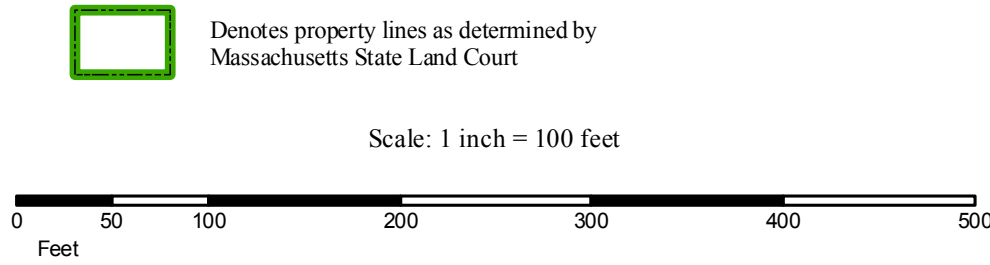 Denotes property lines as determined by
Massachusetts State Land Court
Scale: 1 inch = 100 feet
0 50 100 200 300 400 500
Feet